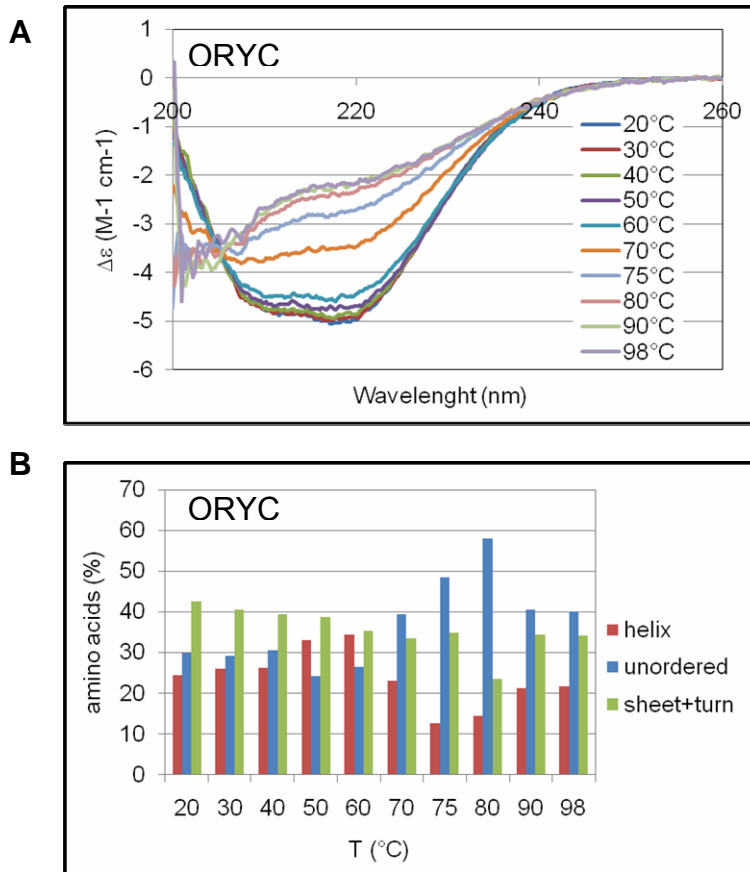 A
ORYC
1
0
-1
-2
-3
-4
-5
-6
200
220
240
260
Δε (M-1 cm-1)
Wavelenght (nm)
20°C
30°C
40°C
50°C
60°C
70°C
75°C
80°C
90°C
98°C
B
ORYC
70
60
50
40
30
20
10
0
amino acids (%)
20 30 40 50 60 70 75 80 90 98
T (°C)
helix
unordered
sheet+turn